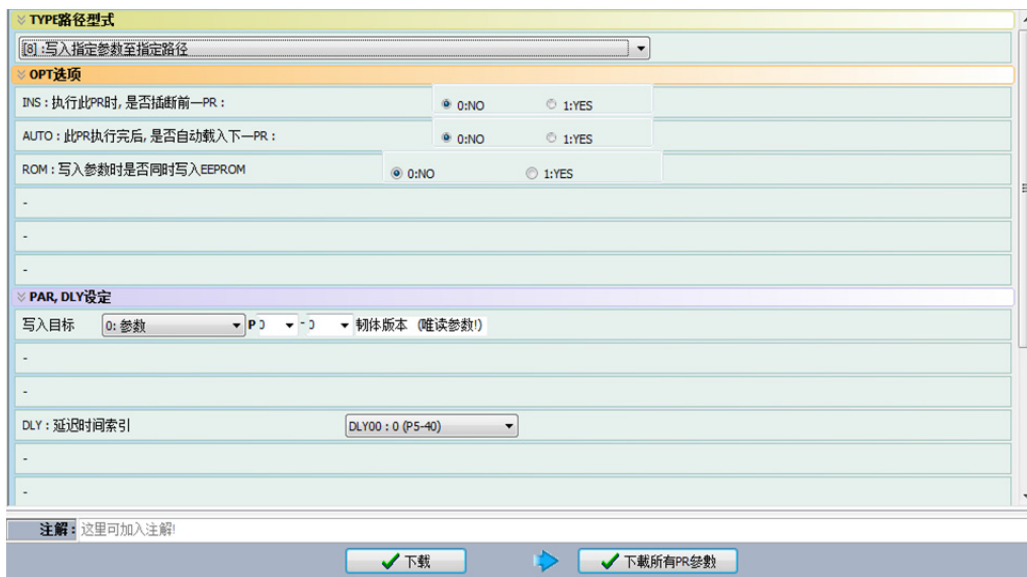 TYPE路径型式
[8] :写入指定参数至指定路径
OPT选项
INS : 执行此PR时, 是否插断前一PR : 0:NO 1:YES
AUTO : 此PR执行完后, 是否自动载入下一PR : 0:NO 1:YES
ROM : 写入参数时是否同时写入EEPROM 0:NO 1:YES
-
-
-
PAR, DLY设定
写入目标 0: 参数 P 0 - 0 韧体版本 (唯读参数!)
-
-
DLY : 延迟时间索引 DLY00 : 0 (P5-40)
-
-
注解 : 这里可加入注解!
下载 下載所有PR參數